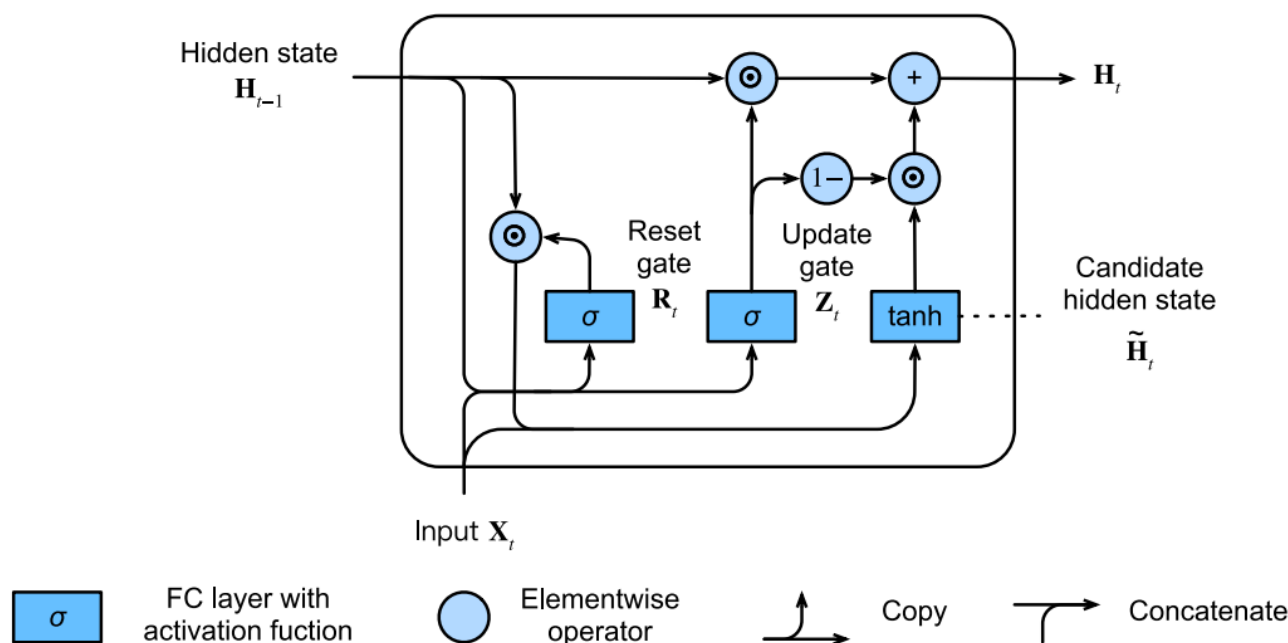 Hidden state
H_{t−1}
⊙
+
H_t
1−
⊙
⊙
Reset
gate
R_t
Update
gate
Z_t
σ
σ
tanh
Candidate
hidden state
H̃_t
Input X_t
σ
FC layer with
activation fuction
Elementwise
operator
Copy
Concatenate